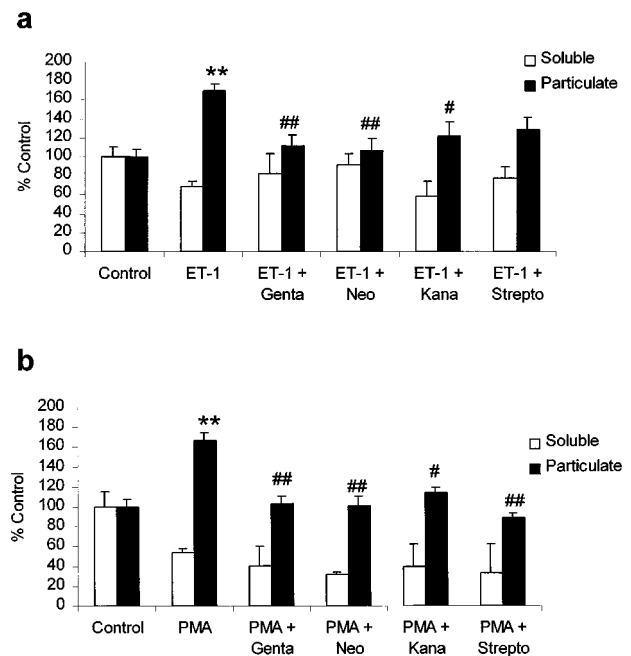 a
200
180
160
140
120
100
80
60
40
20
0
% Control
**
##
##
#
Soluble
Particulate
Control
ET-1
ET-1 +
Genta
ET-1 +
Neo
ET-1 +
Kana
ET-1 +
Strepto
b
200
180
160
140
120
100
80
60
40
20
0
% Control
**
##
##
#
##
Soluble
Particulate
Control
PMA
PMA +
Genta
PMA +
Neo
PMA +
Kana
PMA +
Strepto